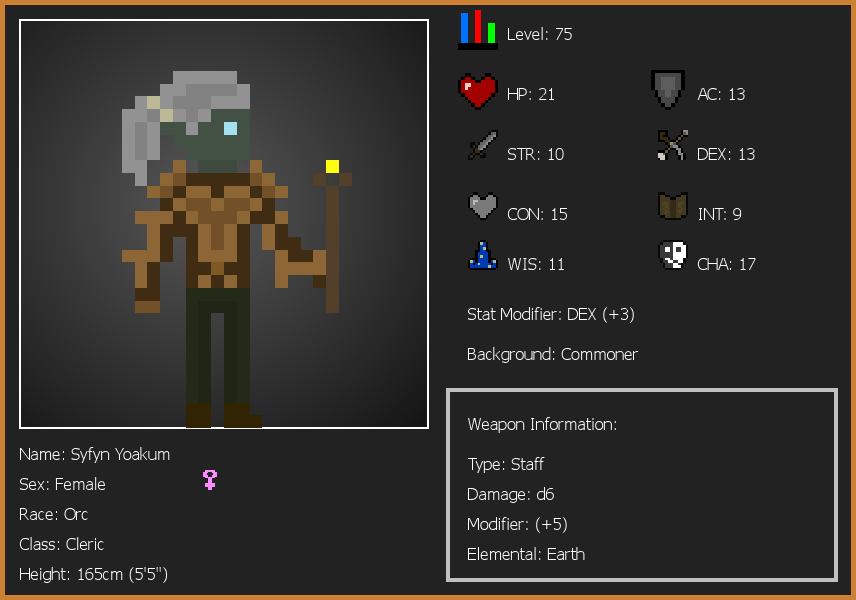 Level: 75
HP: 21
AC: 13
STR: 10
DEX: 13
CON: 15
INT: 9
WIS: 11
CHA: 17
Stat Modifier: DEX (+3)
Background: Commoner
Weapon Information:
Type: Staff
Damage: d6
Modifier: (+5)
Elemental: Earth
Name: Syfyn Yoakum
Sex: Female
Race: Orc
Class: Cleric
Height: 165cm (5'5")